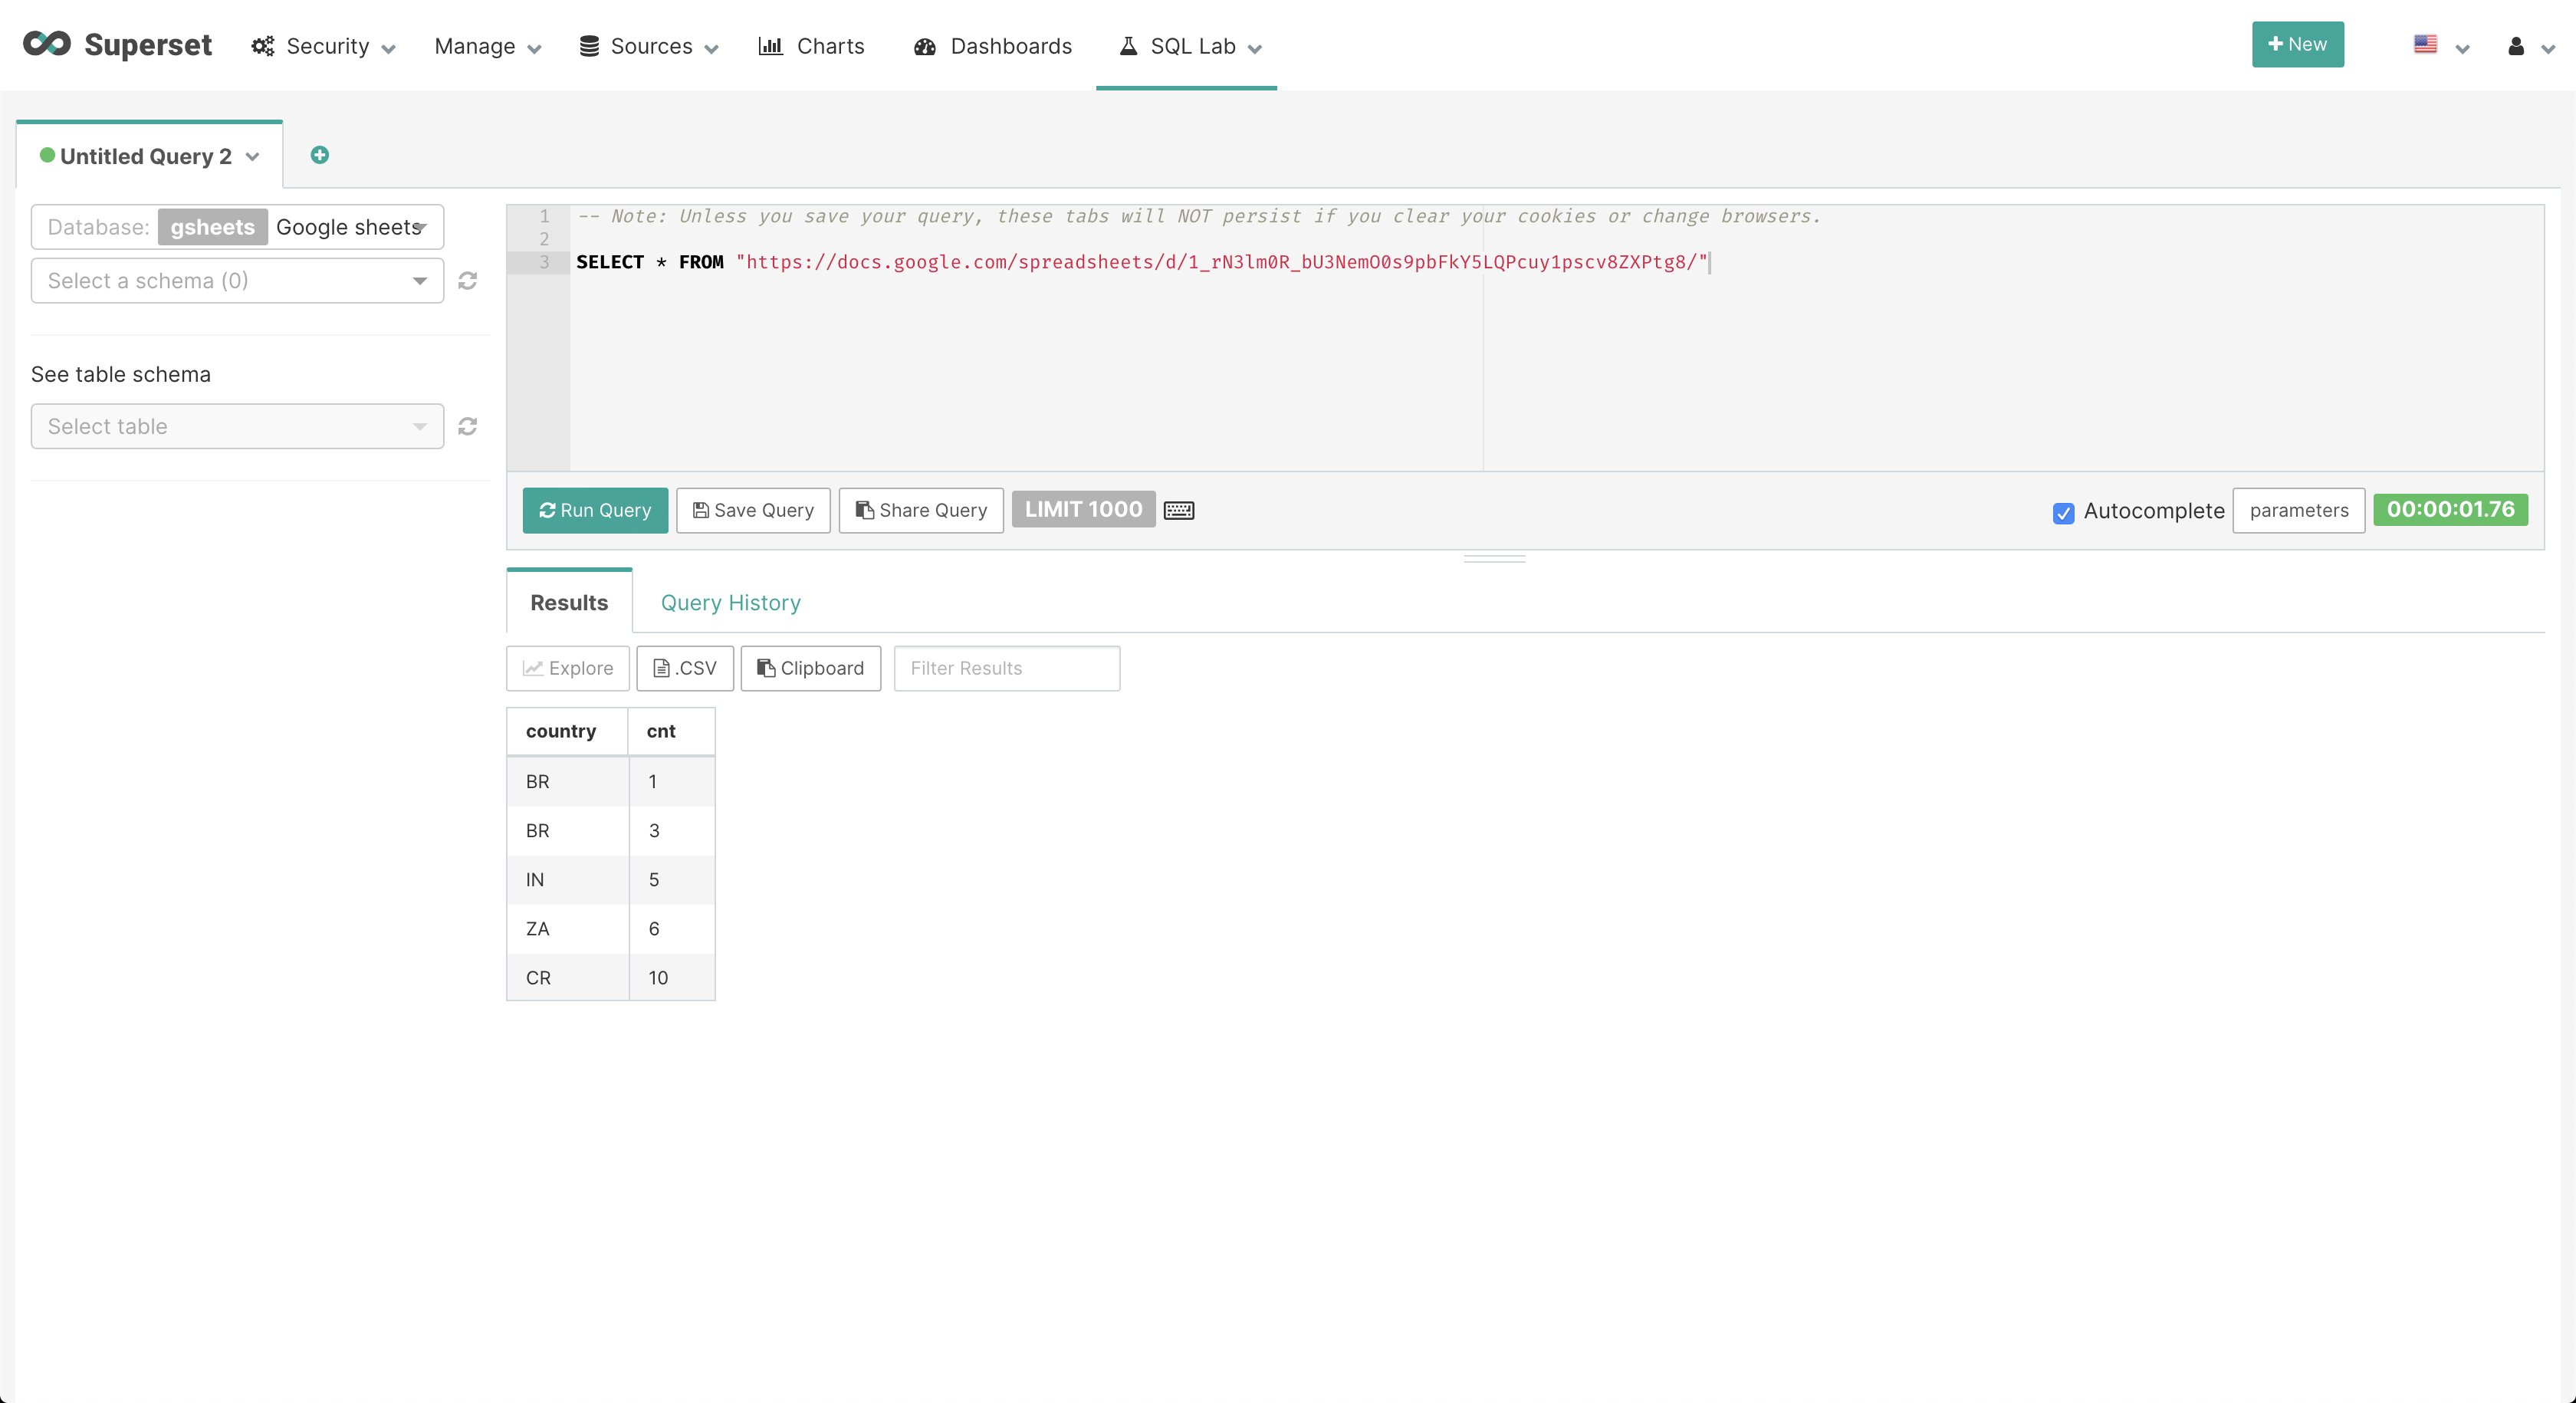 Superset Security Manage Sources Charts Dashboards SQL Lab New
Untitled Query 2
Database: gsheets Google sheets
Select a schema (0)
See table schema
Select table
1 -- Note: Unless you save your query, these tabs will NOT persist if you clear your cookies or change browsers.
2
3 SELECT * FROM "https://docs.google.com/spreadsheets/d/1_rN3lm0R_bU3NemO0s9pbFkY5LQPcuy1pscv8ZXPtg8/"
Run Query Save Query Share Query LIMIT 1000 Autocomplete parameters 00:00:01.76
Results Query History
Explore .CSV Clipboard Filter Results
country cnt
BR 1
BR 3
IN 5
ZA 6
CR 10